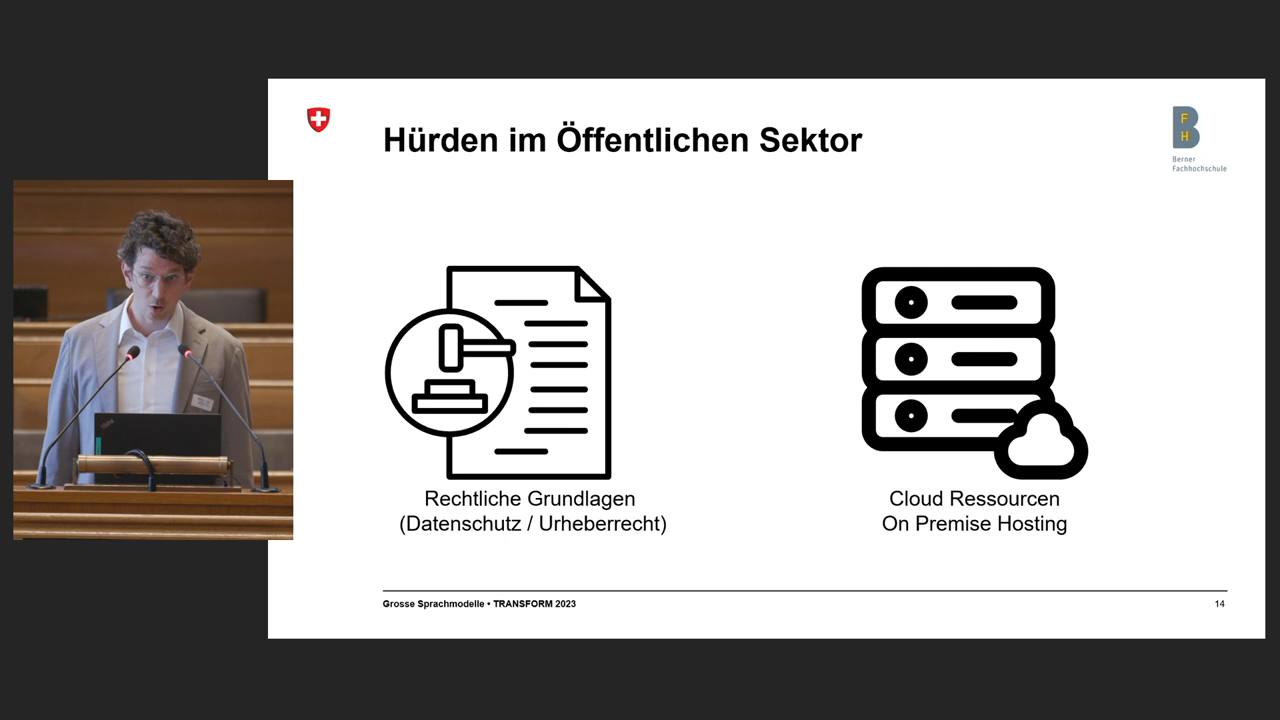 Hürden im Öffentlichen Sektor
F
H
Berner
Fachhochschule
Rechtliche Grundlagen
(Datenschutz / Urheberrecht)
Cloud Ressourcen
On Premise Hosting
Grosse Sprachmodelle • TRANSFORM 2023
14